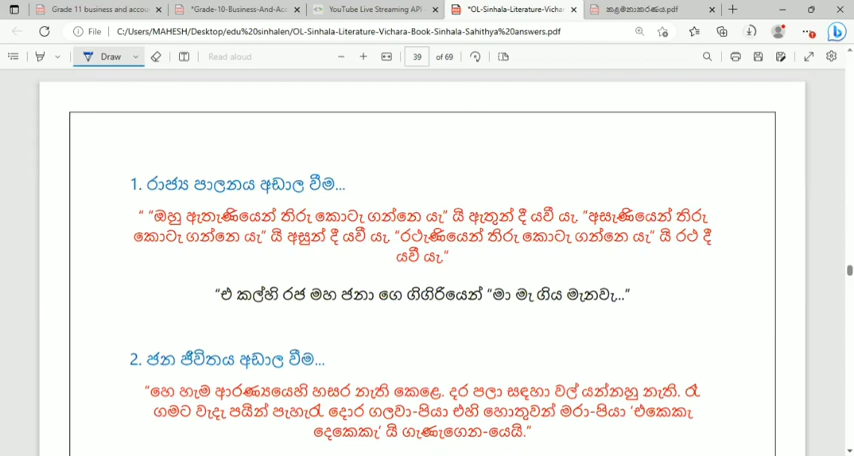 Grade 11 business and accou
*Grade-10-Business-And-Acc
YouTube Live Streaming API
*OL-Sinhala-Literature-Vichara
කළමනාකරණය.pdf
File C:/Users/MAHESH/Desktop/edu%20sinhalen/OL-Sinhala-Literature-Vichara-Book-Sinhala-Sahithya%20answers.pdf
Draw Read aloud 39 of 69
1. රාජ්‍ය පාලනය අඩාල වීම...
" "ඔහු ඇතැණියෙන් තිරු කොටැ ගන්නෙ යැ" යි ඇතුන් දී යවී යැ, "අසැණියෙන් තිරු
කොටැ ගන්නෙ යැ" යි අසුන් දී යවී යැ, "රථැණියෙන් තිරු කොටැ ගන්නෙ යැ" යි රථ දී
යවී යැ,"
"එ කල්හි රජ මහ ජනා ගෙ ගිගිරියෙන් "මා මැ ගිය මැනවැ..."
2. ජන ජීවිතය අඩාල වීම...
"හෙ හැම ආරණ්‍යයෙහි හසර නැති කෙළෙ. දර පලා සඳහා වල් යන්නහු නැති. රෑ
ගමට වැදැ පයින් පැහැරැ දොර ගලවා-පියා එහි හොතුවන් මරා-පියා 'එකෙකැ
දෙකෙකැ' යි ගැණැගෙන-යෙයි."